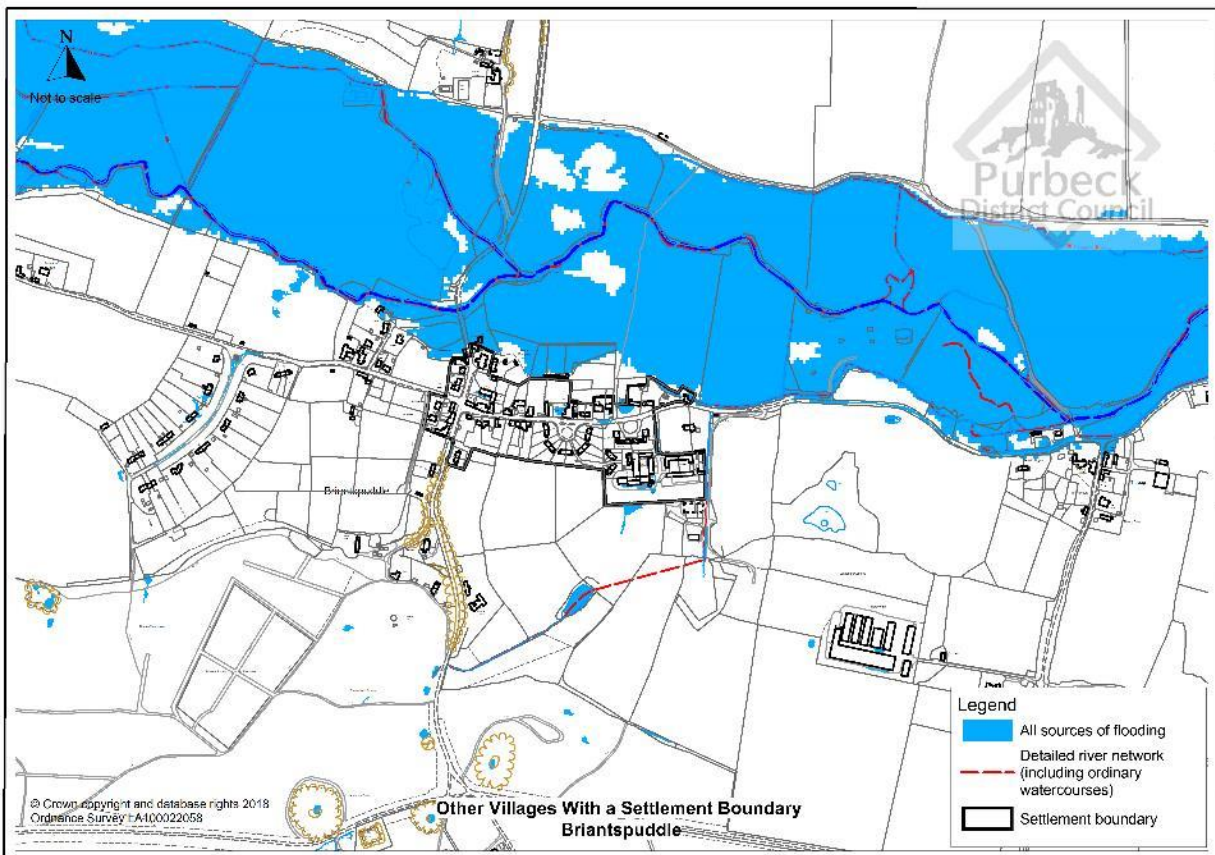 N
Not to scale
Purbeck
District Council
Briantspuddle
Legend
All sources of flooding
Detailed river network
(including ordinary
watercourses)
Settlement boundary
© Crown copyright and database rights 2018
Ordnance Survey LA100022058
Other Villages With a Settlement Boundary
Briantspuddle